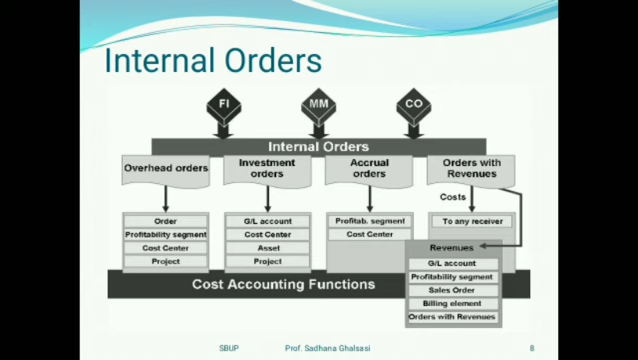 Internal Orders
FI
MM
CO
Internal Orders
Overhead orders
Investment
orders
Accrual
orders
Orders with
Revenues
Costs
Order
Profitability segment
Cost Center
Project
G/L account
Cost Center
Asset
Project
Profitab. segment
Cost Center
To any receiver
Revenues
G/L account
Profitability segment
Sales Order
Billing element
Orders with Revenues
Cost Accounting Functions
SBUP
Prof. Sadhana Ghalsasi
8